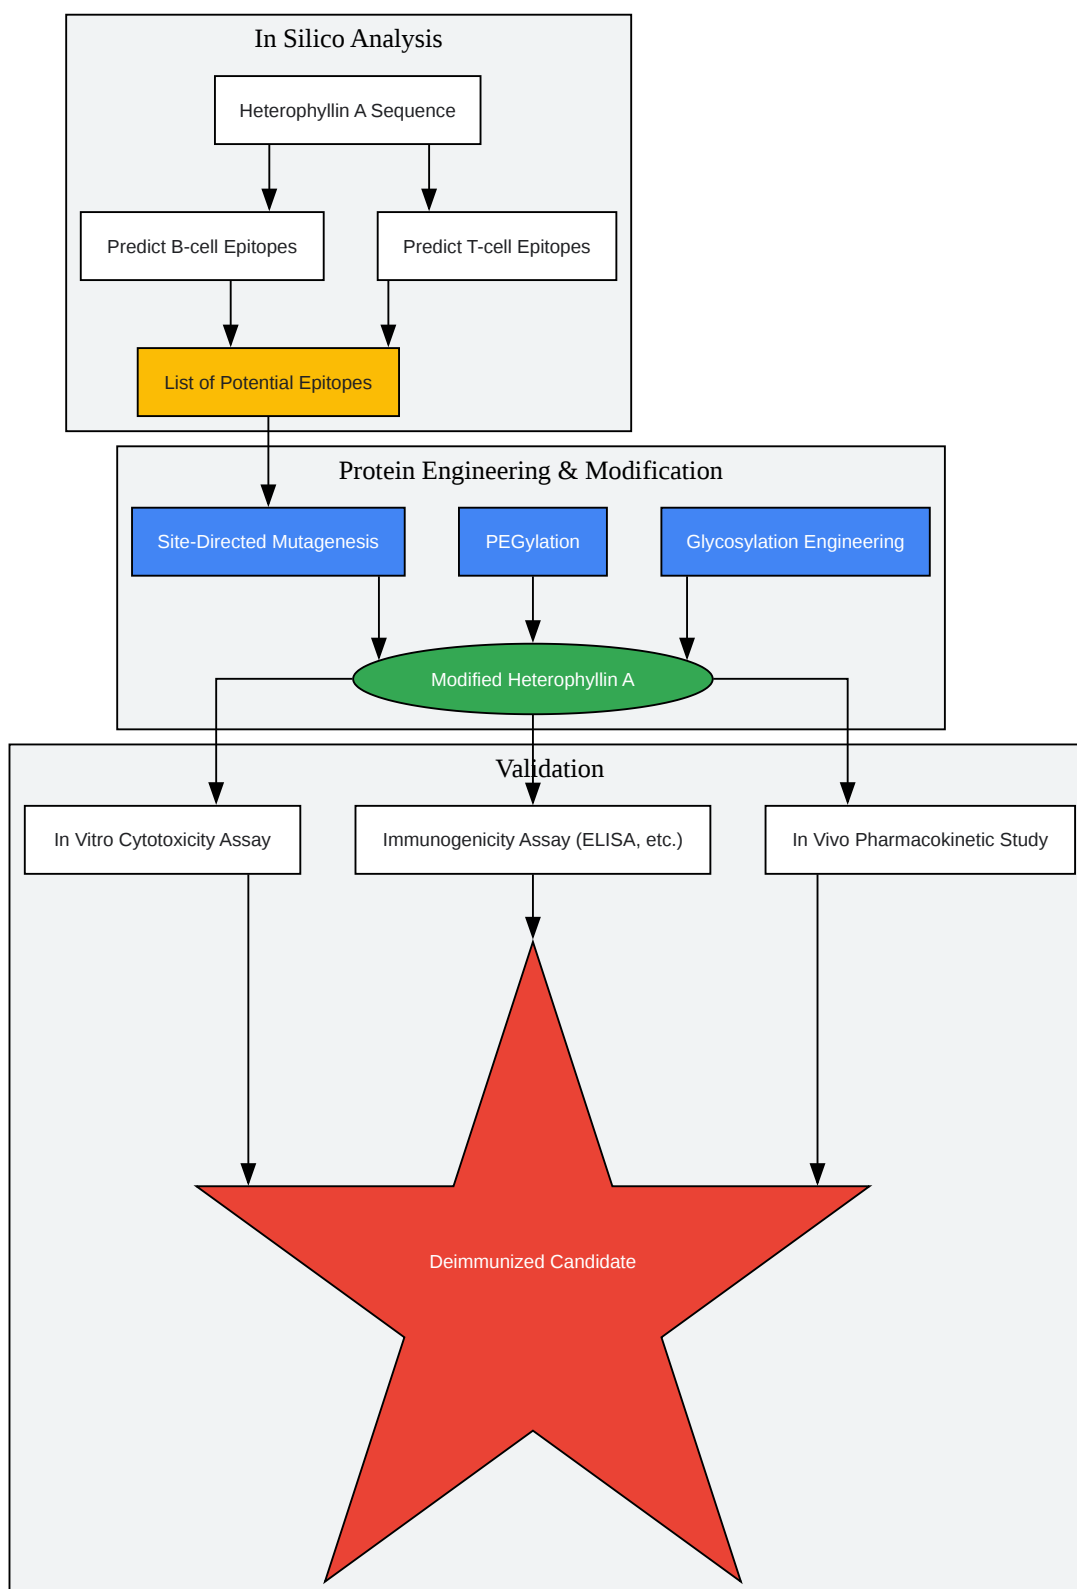 In Silico Analysis
Heterophyllin A Sequence
Predict B-cell Epitopes
Predict T-cell Epitopes
List of Potential Epitopes
Protein Engineering & Modification
Site-Directed Mutagenesis
PEGylation
Glycosylation Engineering
Modified Heterophyllin A
Validation
In Vitro Cytotoxicity Assay
Immunogenicity Assay (ELISA, etc.)
In Vivo Pharmacokinetic Study
Deimmunized Candidate